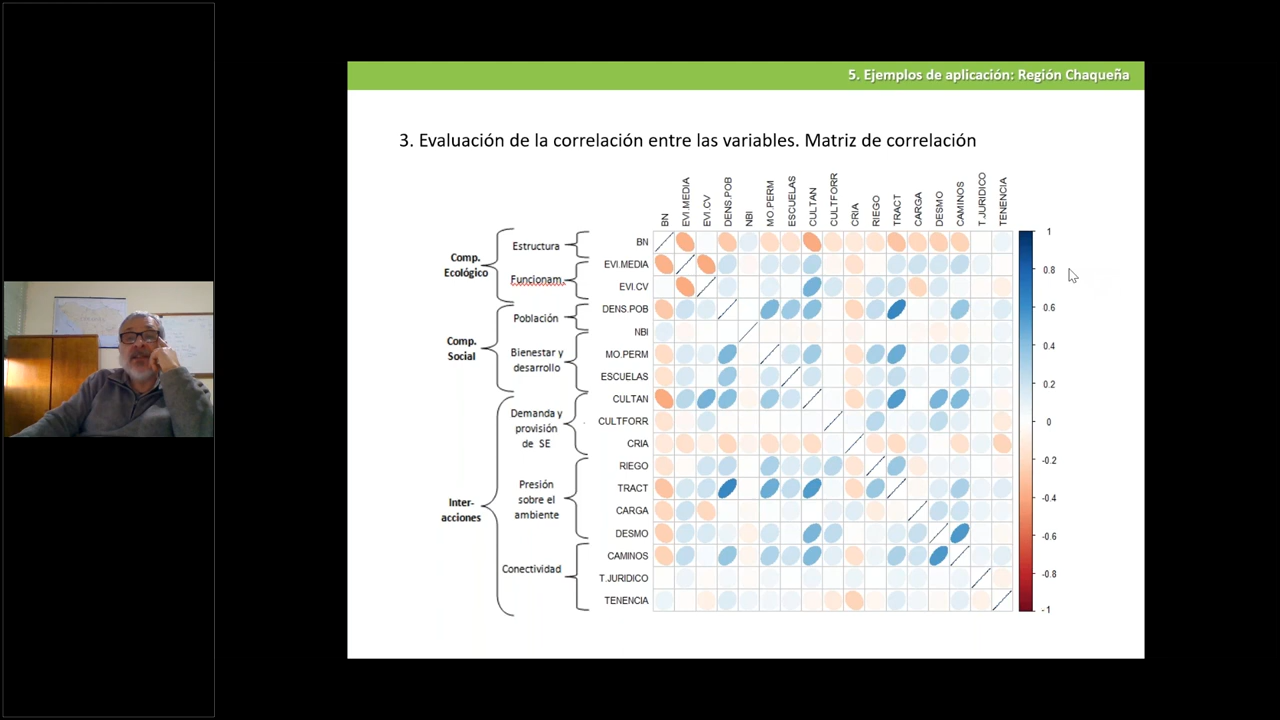 5. Ejemplos de aplicación: Región Chaqueña
3. Evaluación de la correlación entre las variables. Matriz de correlación
BN
EVI.MEDIA
EVI.CV
DENS.POB
NBI
MO.PERM
ESCUELAS
CULTAN
CULTFORR
CRIA
RIEGO
TRACT
CARGA
DESMO
CAMINOS
T.JURIDICO
TENENCIA
Comp.
Ecológico
Estructura
Funcionam.
Comp.
Social
Población
Bienestar y
desarrollo
Inter-
acciones
Demanda y
provisión
de SE
Presión
sobre el
ambiente
Conectividad
BN
EVI.MEDIA
EVI.CV
DENS.POB
NBI
MO.PERM
ESCUELAS
CULTAN
CULTFORR
CRIA
RIEGO
TRACT
CARGA
DESMO
CAMINOS
T.JURIDICO
TENENCIA
1
0.8
0.6
0.4
0.2
0
-0.2
-0.4
-0.6
-0.8
-1